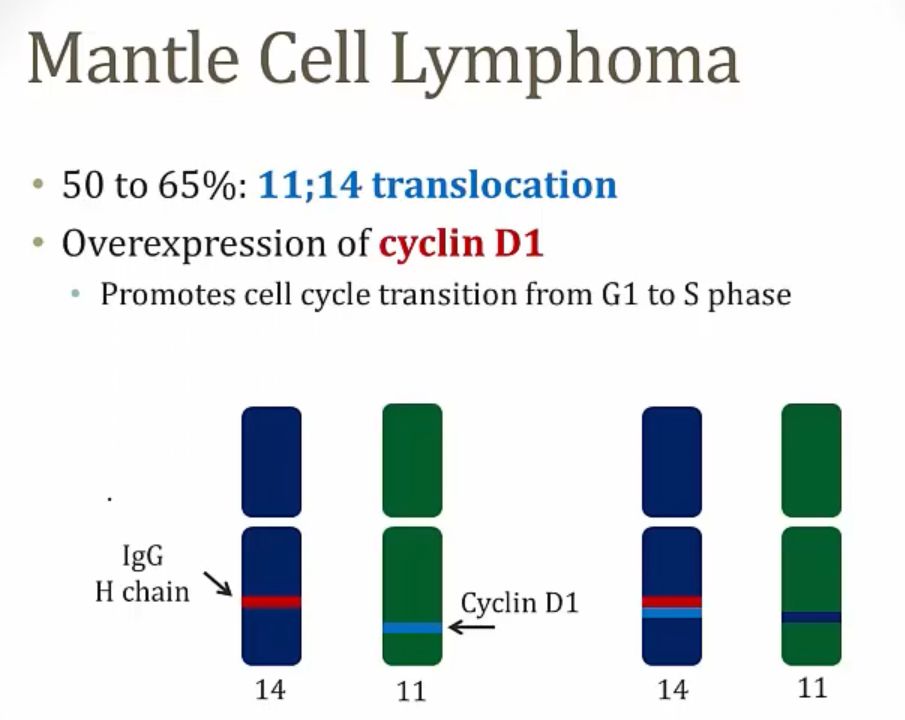 Mantle Cell Lymphoma
• 50 to 65%: 11;14 translocation
• Overexpression of cyclin D1
• Promotes cell cycle transition from G1 to S phase
IgG
H chain
Cyclin D1
14
11
14
11